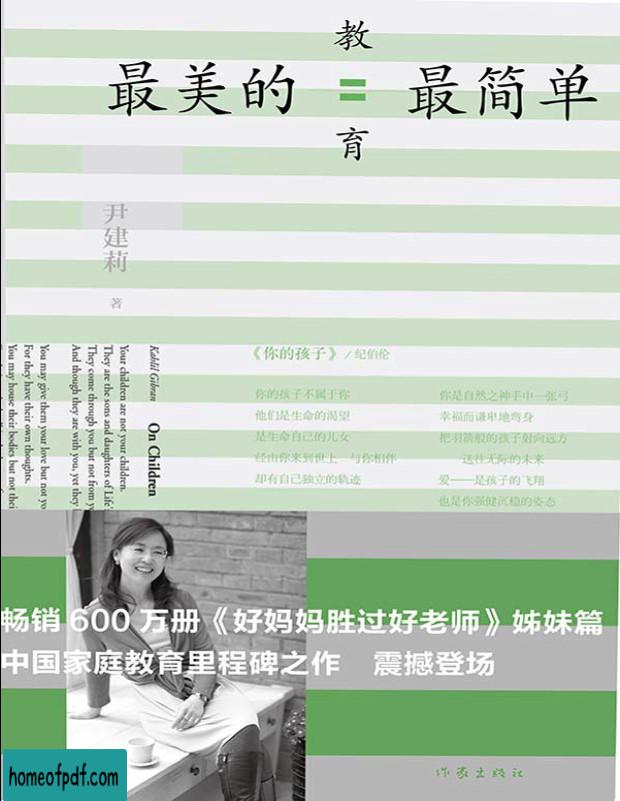 教
最美的 = 最简单
育
尹建莉
著
Kahlil Gibran
On Children
Your children are not your children.
They are the sons and daughters of Life'
They come through you but not from y
And though they are with you, yet they
You may give them your love but not yo
For they have their own thoughts.
You may house their bodies but not thei
《你的孩子》/ 纪伯伦
你的孩子不属于你
他们是生命的渴望
是生命自己的儿女
经由你来到世上 与你相伴
却有自己独立的轨迹
你是自然之神手中一张弓
幸福而谦卑地弯身
把羽箭般的孩子射向远方
送往无际的未来
爱——是孩子的飞翔
也是你强健沉稳的姿态
畅销 600 万册《好妈妈胜过好老师》姊妹篇
中国家庭教育里程碑之作 震撼登场
作家出版社
homeofpdf.com